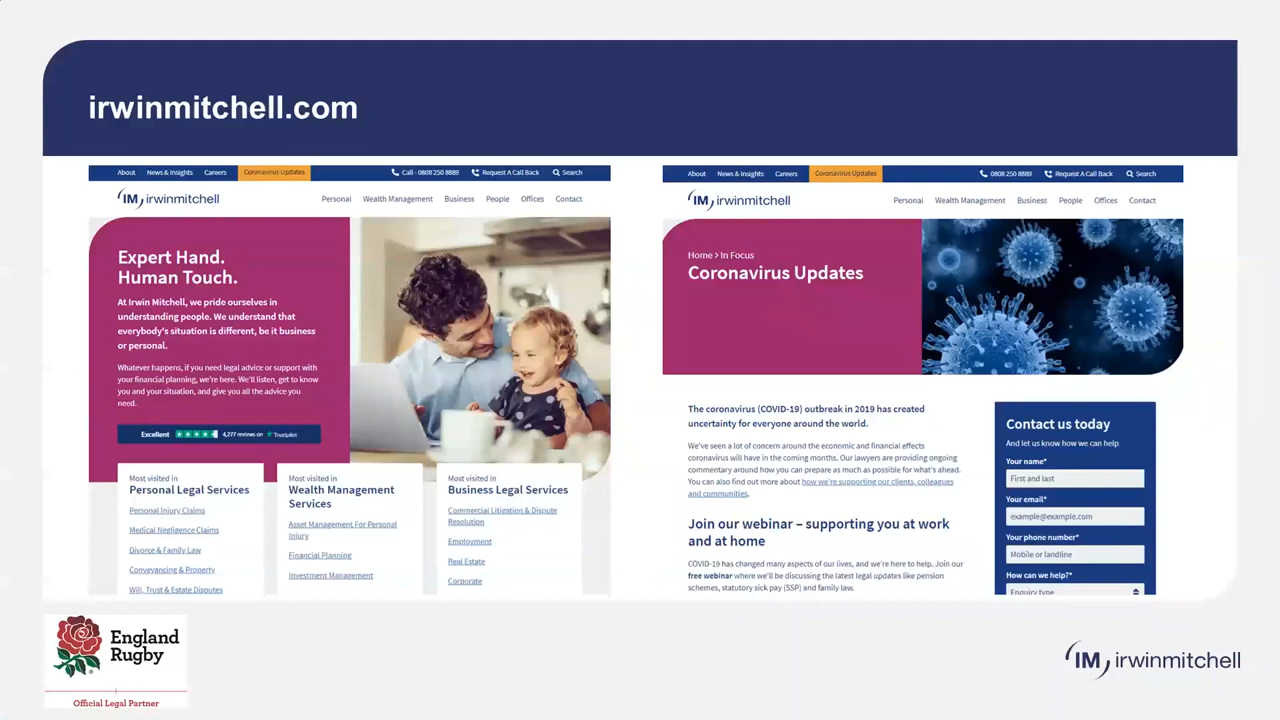 irwinmitchell.com
About News & Insights Careers Coronavirus Updates Call - 0808 250 8889 Request A Call Back Search
IM irwinmitchell
Personal Wealth Management Business People Offices Contact
Expert Hand.
Human Touch.
At Irwin Mitchell, we pride ourselves in
understanding people. We understand that
everybody's situation is different, be it business
or personal.
Whatever happens, if you need legal advice or support with
your financial planning, we're here. We'll listen, get to know
you and your situation, and give you all the advice you
need.
Excellent 4,277 reviews on Trustpilot
Most visited in
Personal Legal Services
Personal Injury Claims
Medical Negligence Claims
Divorce & Family Law
Conveyancing & Property
Will, Trust & Estate Disputes
Most visited in
Wealth Management
Services
Asset Management For Personal
Injury
Financial Planning
Investment Management
Most visited in
Business Legal Services
Commercial Litigation & Dispute
Resolution
Employment
Real Estate
Corporate
About News & Insights Careers Coronavirus Updates 0808 250 8889 Request A Call Back Search
IM irwinmitchell
Personal Wealth Management Business People Offices Contact
Home > In Focus
Coronavirus Updates
The coronavirus (COVID-19) outbreak in 2019 has created
uncertainty for everyone around the world.
We've seen a lot of concern around the economic and financial effects
coronavirus will have in the coming months. Our lawyers are providing ongoing
commentary around how you can prepare as much as possible for what's ahead.
You can also find out more about how we're supporting our clients, colleagues
and communities.
Join our webinar – supporting you at work
and at home
COVID-19 has changed many aspects of our lives, and we're here to help. Join our
free webinar where we'll be discussing the latest legal updates like pension
schemes, statutory sick pay (SSP) and family law.
Contact us today
And let us know how we can help
Your name*
First and last
Your email*
example@example.com
Your phone number*
Mobile or landline
How can we help?*
Enquiry type
England
Rugby
Official Legal Partner
IM irwinmitchell